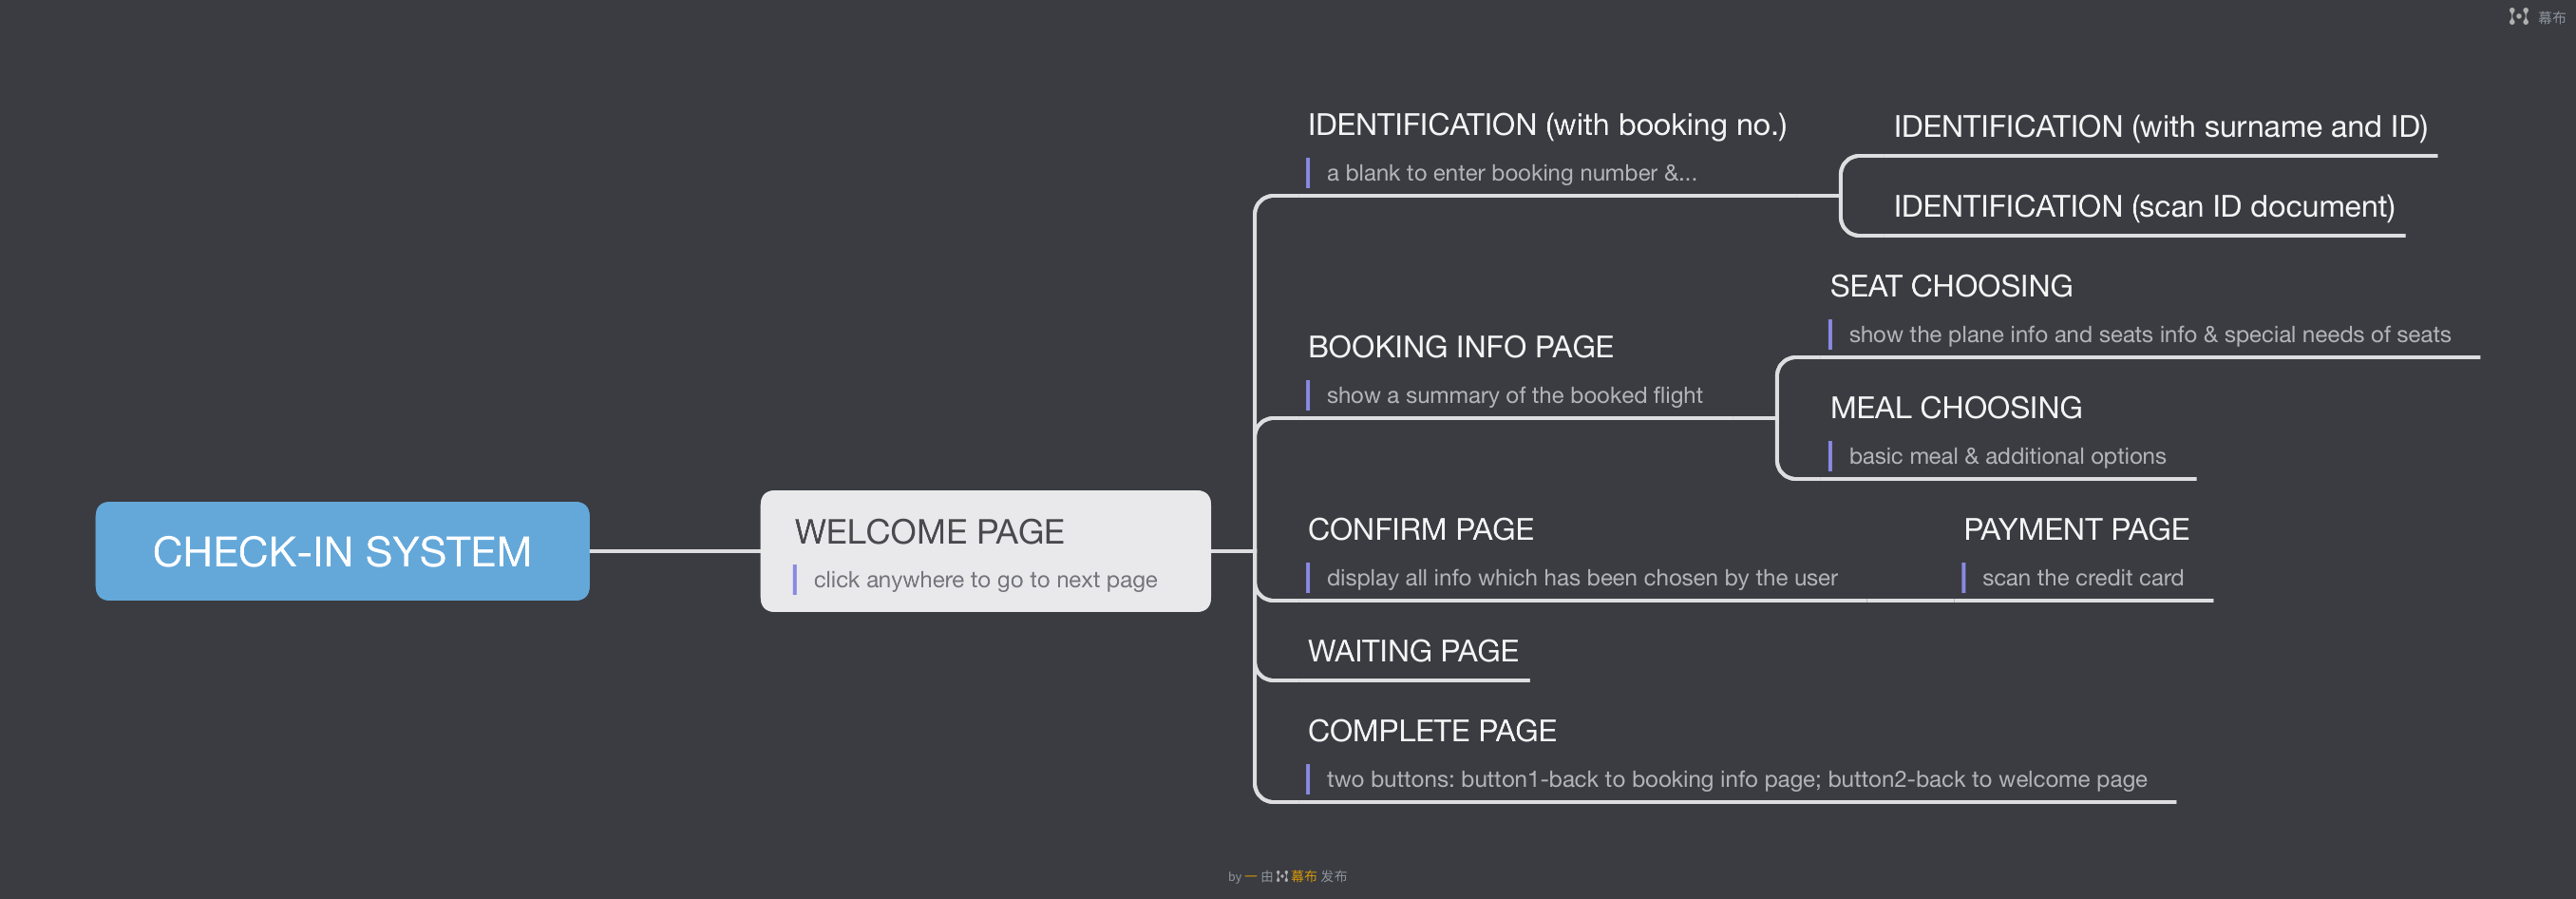 幕布
IDENTIFICATION (with booking no.)
a blank to enter booking number &...
IDENTIFICATION (with surname and ID)
IDENTIFICATION (scan ID document)
SEAT CHOOSING
show the plane info and seats info & special needs of seats
BOOKING INFO PAGE
show a summary of the booked flight
MEAL CHOOSING
basic meal & additional options
CHECK-IN SYSTEM
WELCOME PAGE
click anywhere to go to next page
CONFIRM PAGE
display all info which has been chosen by the user
PAYMENT PAGE
scan the credit card
WAITING PAGE
COMPLETE PAGE
two buttons: button1-back to booking info page; button2-back to welcome page
by 一 由 幕布 发布